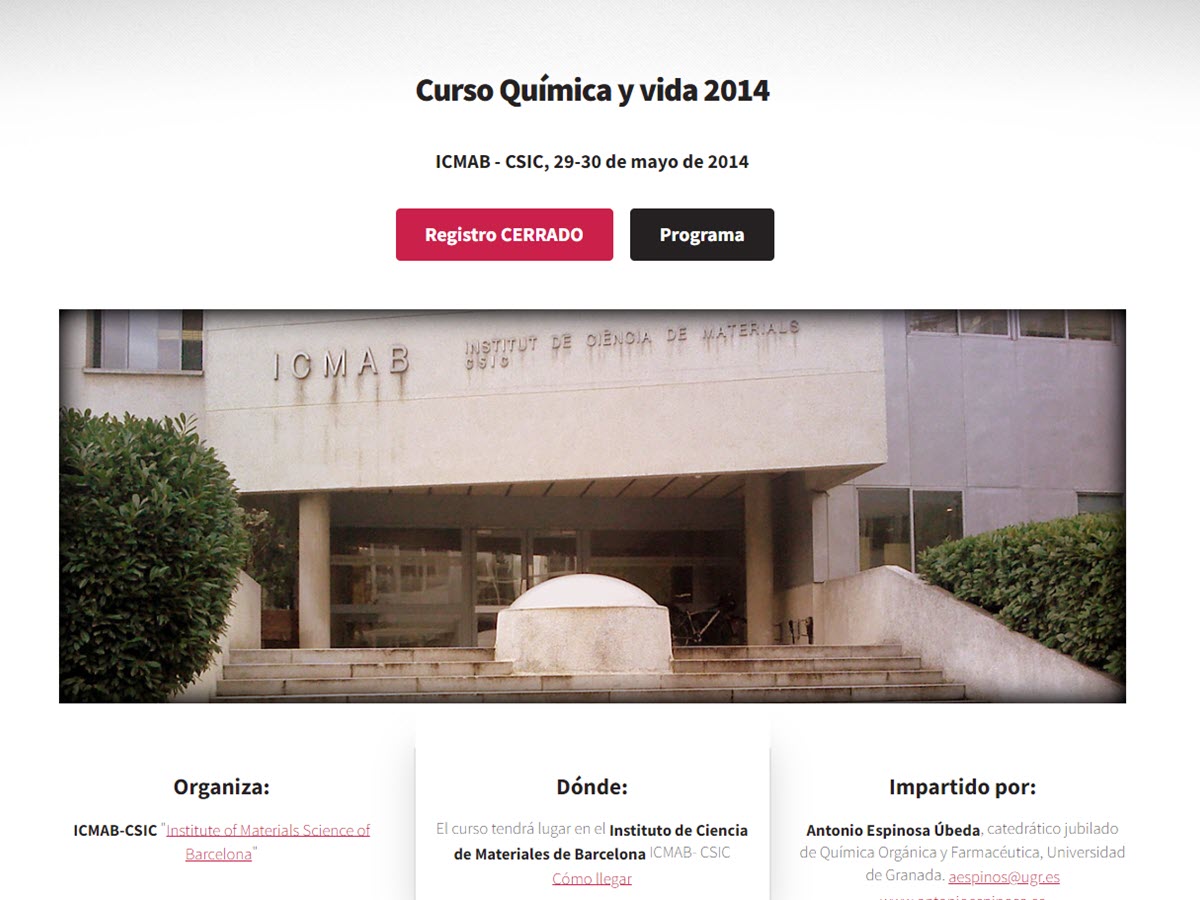 Curso Química y vida 2014
ICMAB - CSIC, 29-30 de mayo de 2014
Registro CERRADO
Programa
ICMAB
INSTITUT DE CIÈNCIA DE MATERIALS
CSIC
Organiza:
ICMAB-CSIC "Institute of Materials Science of
Barcelona"
Dónde:
El curso tendrá lugar en el Instituto de Ciencia
de Materiales de Barcelona ICMAB- CSIC
Cómo llegar
Impartido por:
Antonio Espinosa Úbeda, catedrático jubilado
de Química Orgánica y Farmacéutica, Universidad
de Granada. aespinos@ugr.es